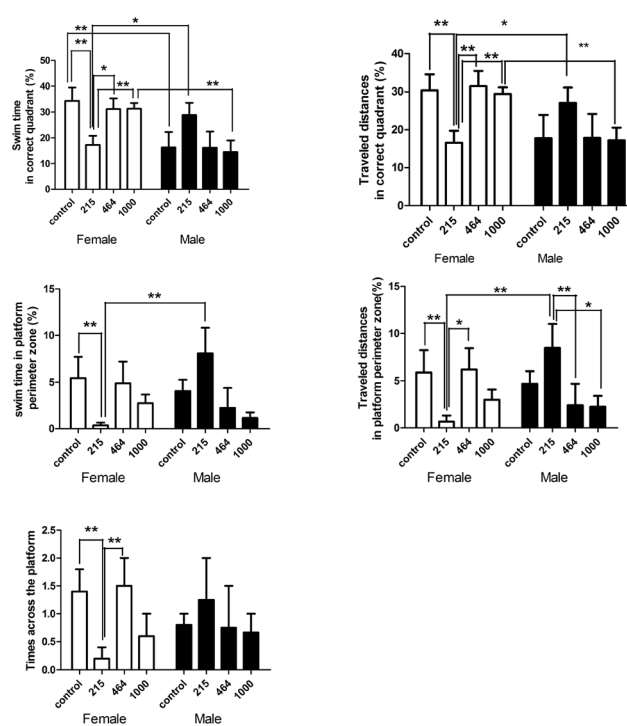 Swim time
in correct quadrant (%)
50
40
30
20
10
0
**
**
*
*
**
**
control
215
464
1000
control
215
464
1000
Female
Male
Traveled distances
in correct quadrant (%)
40
30
20
10
0
**
*
**
**
**
control
215
464
1000
control
215
464
1000
Female
Male
swim time in platform
perimeter zone (%)
15
10
5
0
**
**
control
215
464
1000
control
215
464
1000
Female
Male
Traveled distances
in platform perimeter zone(%)
15
10
5
0
**
**
*
**
*
control
215
464
1000
control
215
464
1000
Female
Male
Times across the platform
2.5
2.0
1.5
1.0
0.5
0.0
**
**
control
215
464
1000
control
215
464
1000
Female
Male